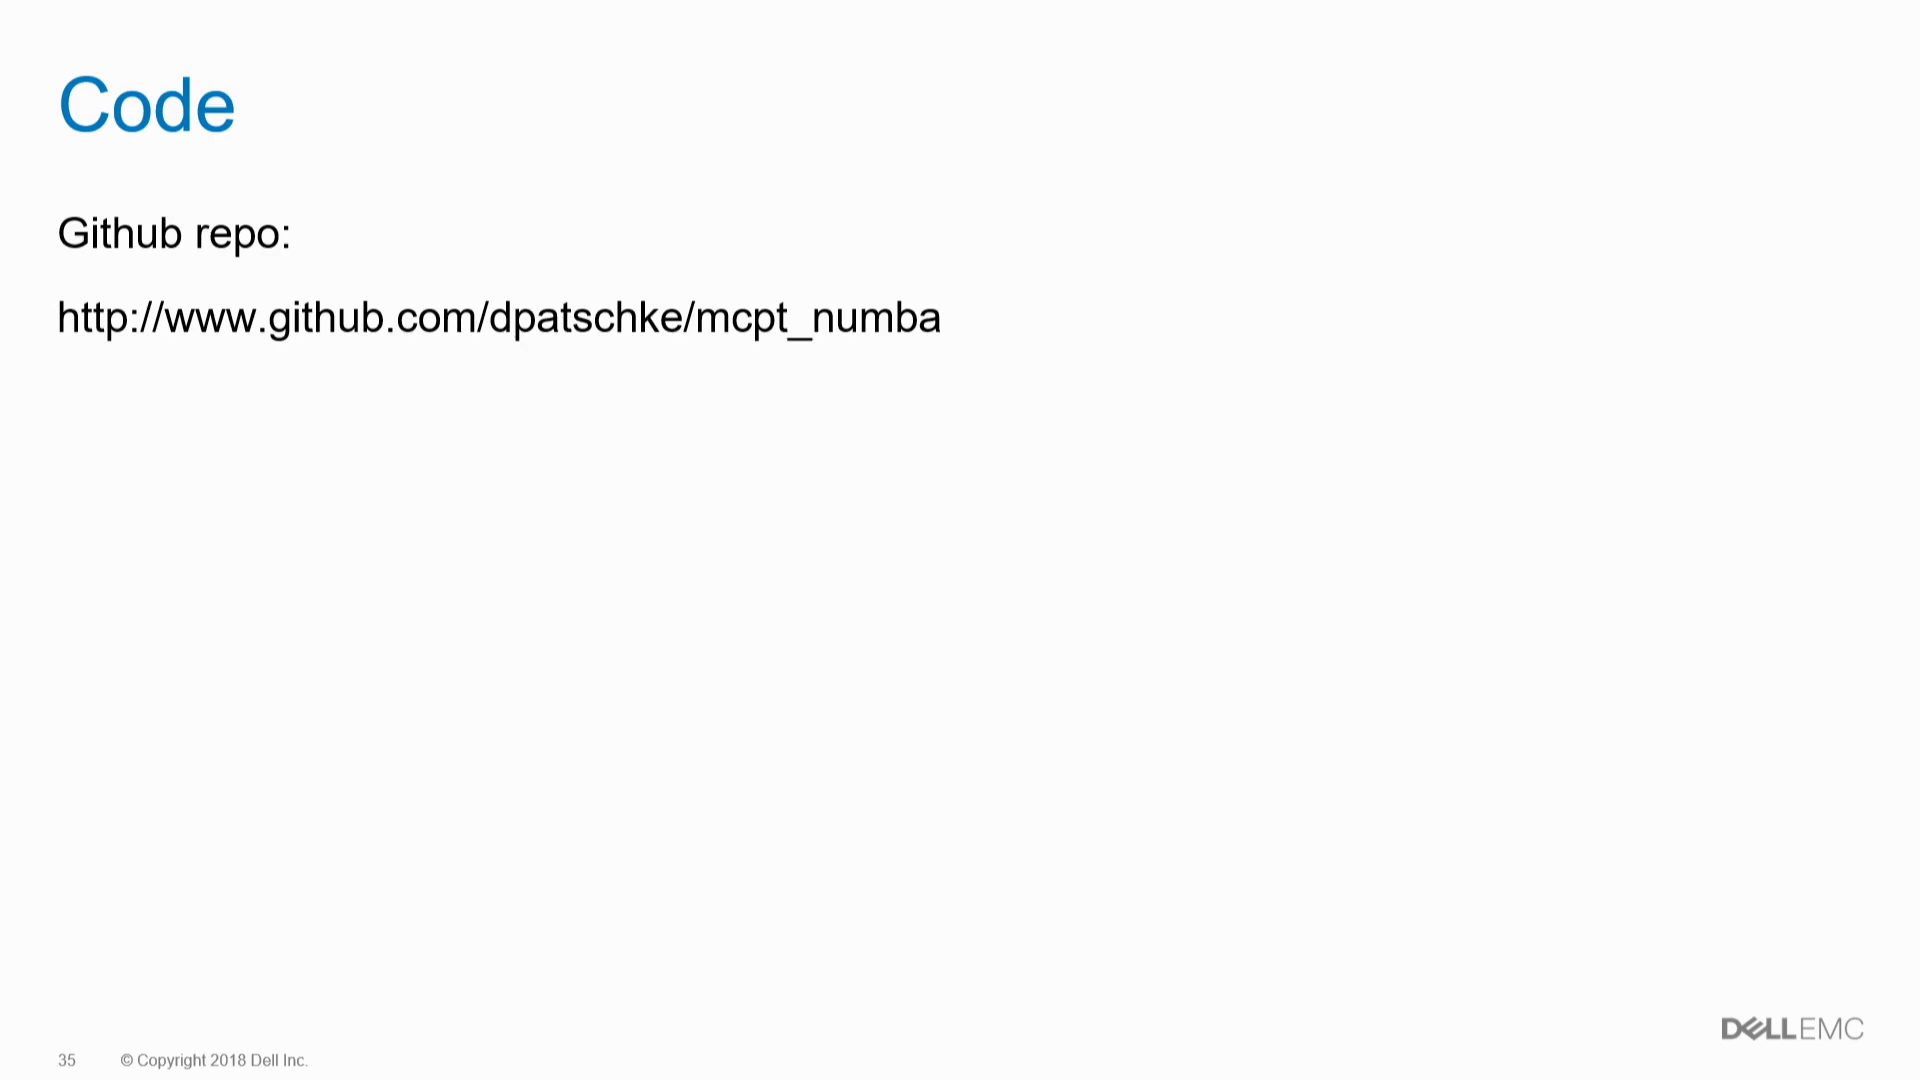 Code
Github repo:
http://www.github.com/dpatschke/mcpt_numba
DELLEMC
35 © Copyright 2018 Dell Inc.